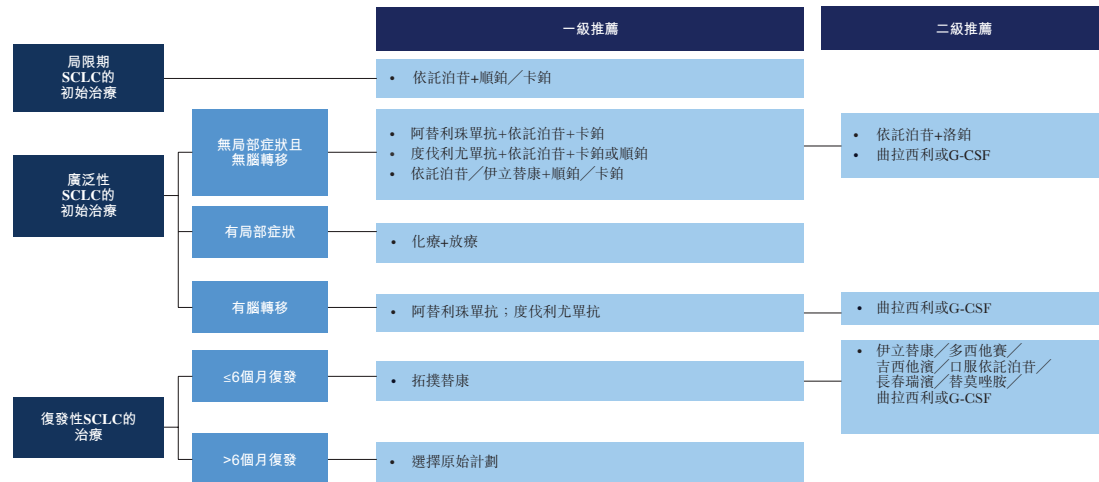 一級推薦
二級推薦
局限期
SCLC的
初始治療
• 依託泊苷+順鉑／卡鉑
廣泛性
SCLC的
初始治療
無局部症狀且
無腦轉移
• 阿替利珠單抗+依託泊苷+卡鉑
• 度伐利尤單抗+依託泊苷+卡鉑或順鉑
• 依託泊苷／伊立替康+順鉑／卡鉑
• 依託泊苷+洛鉑
• 曲拉西利或G-CSF
有局部症狀
• 化療+放療
有腦轉移
• 阿替利珠單抗；度伐利尤單抗
• 曲拉西利或G-CSF
復發性SCLC的
治療
≤6個月復發
• 拓撲替康
• 伊立替康／多西他賽／
吉西他濱／口服依託泊苷／
長春瑞濱／替莫唑胺／
曲拉西利或G-CSF
>6個月復發
• 選擇原始計劃